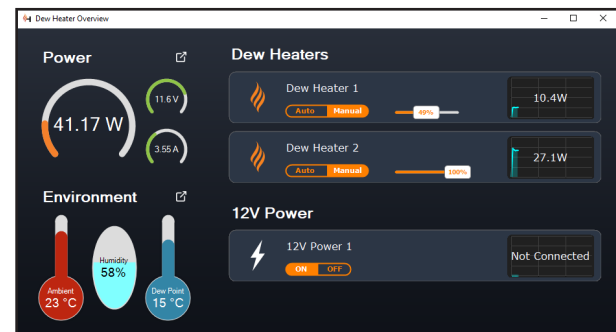 Dew Heater Overview
Power
41.17 W
11.6 V
3.55 A
Environment
Ambient
23 °C
Humidity
58%
Dew Point
15 °C
Dew Heaters
Dew Heater 1
Auto Manual
49%
10.4W
Dew Heater 2
Auto Manual
100%
27.1W
12V Power
12V Power 1
ON OFF
Not Connected